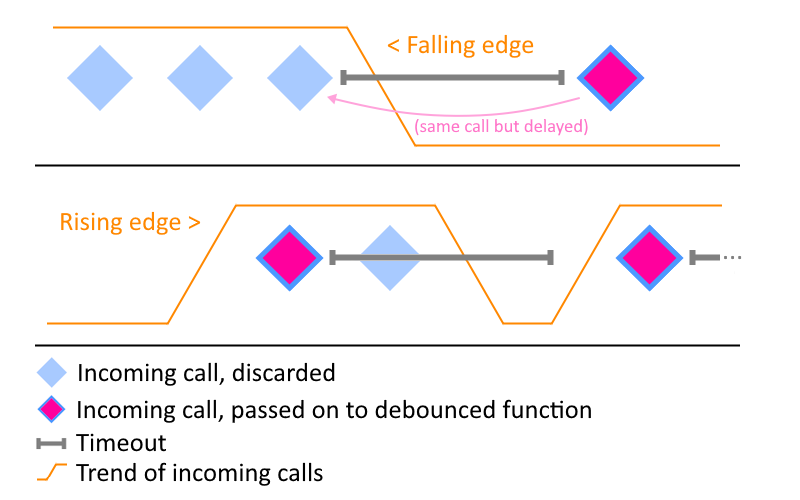 < Falling edge
(same call but delayed)
Rising edge >
...
Incoming call, discarded
Incoming call, passed on to debounced function
Timeout
Trend of incoming calls